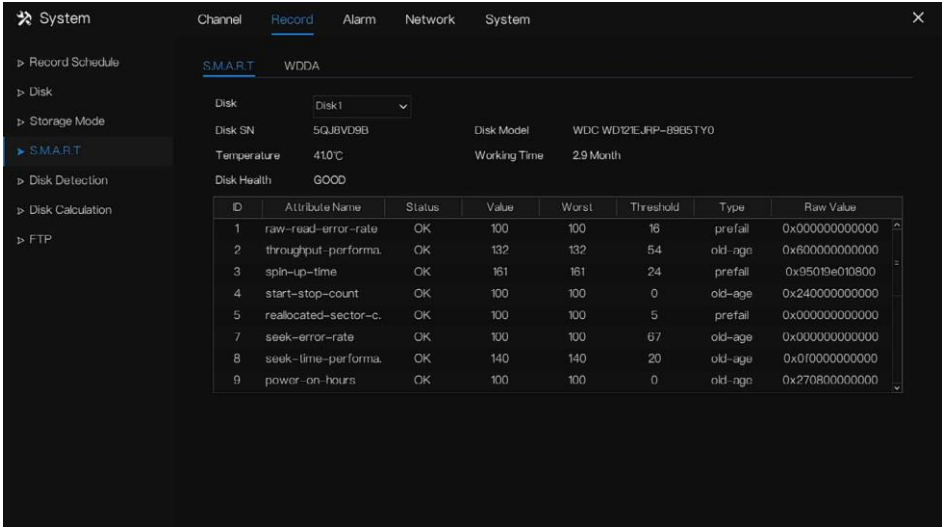 System Channel Record Alarm Network System
Record Schedule
Disk
Storage Mode
S.M.A.R.T
Disk Detection
Disk Calculation
FTP
S.M.A.R.T WDDA
Disk Disk1
Disk SN 5QJ8VD9B Disk Model WDC WD121EJRP-89B5TY0
Temperature 41.0℃ Working Time 2.9 Month
Disk Health GOOD
ID Attribute Name Status Value Worst Threshold Type Raw Value
1 raw-read-error-rate OK 100 100 16 prefail 0x000000000000
2 throughput-performa. OK 132 132 54 old-age 0x600000000000
3 spin-up-time OK 161 161 24 prefail 0x95019e010800
4 start-stop-count OK 100 100 0 old-age 0x240000000000
5 reallocated-sector-c. OK 100 100 5 prefail 0x000000000000
7 seek-error-rate OK 100 100 67 old-age 0x000000000000
8 seek-time-performa. OK 140 140 20 old-age 0x0f0000000000
9 power-on-hours OK 100 100 0 old-age 0x270800000000